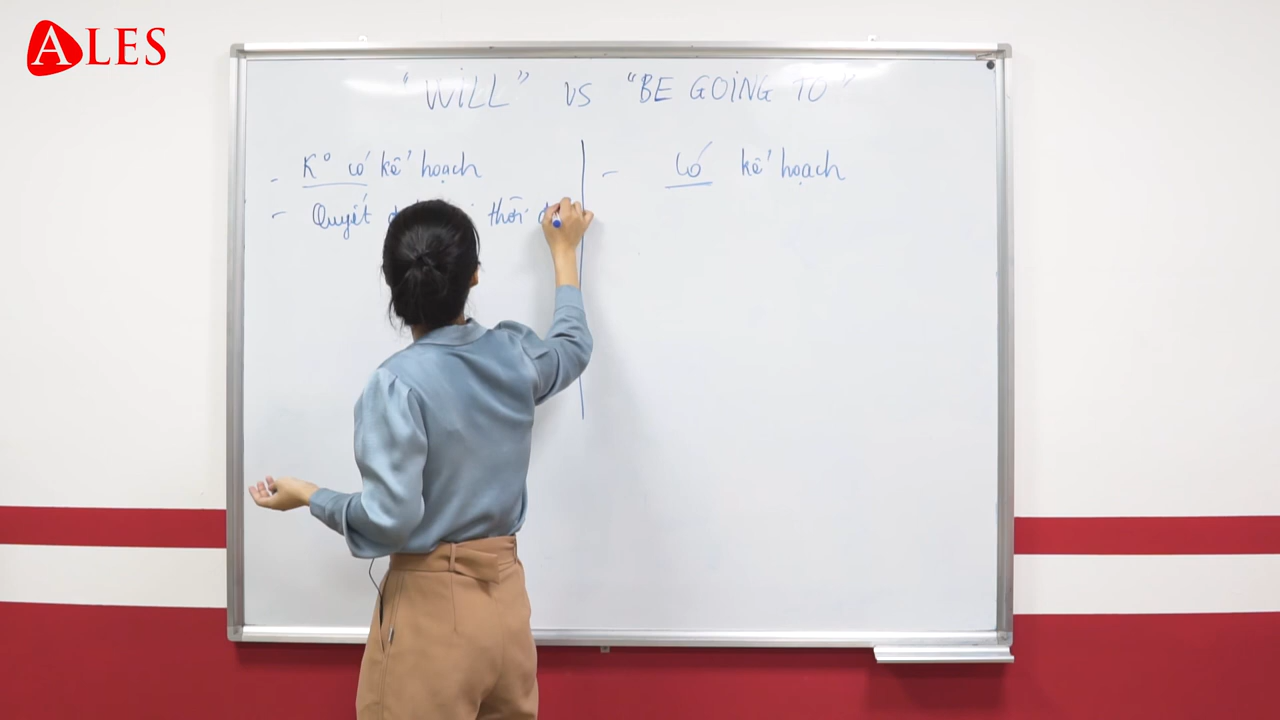 ALES
"WILL" vs "BE GOING TO"
- K° có kế hoạch
- Quyết thời
- Có kế hoạch